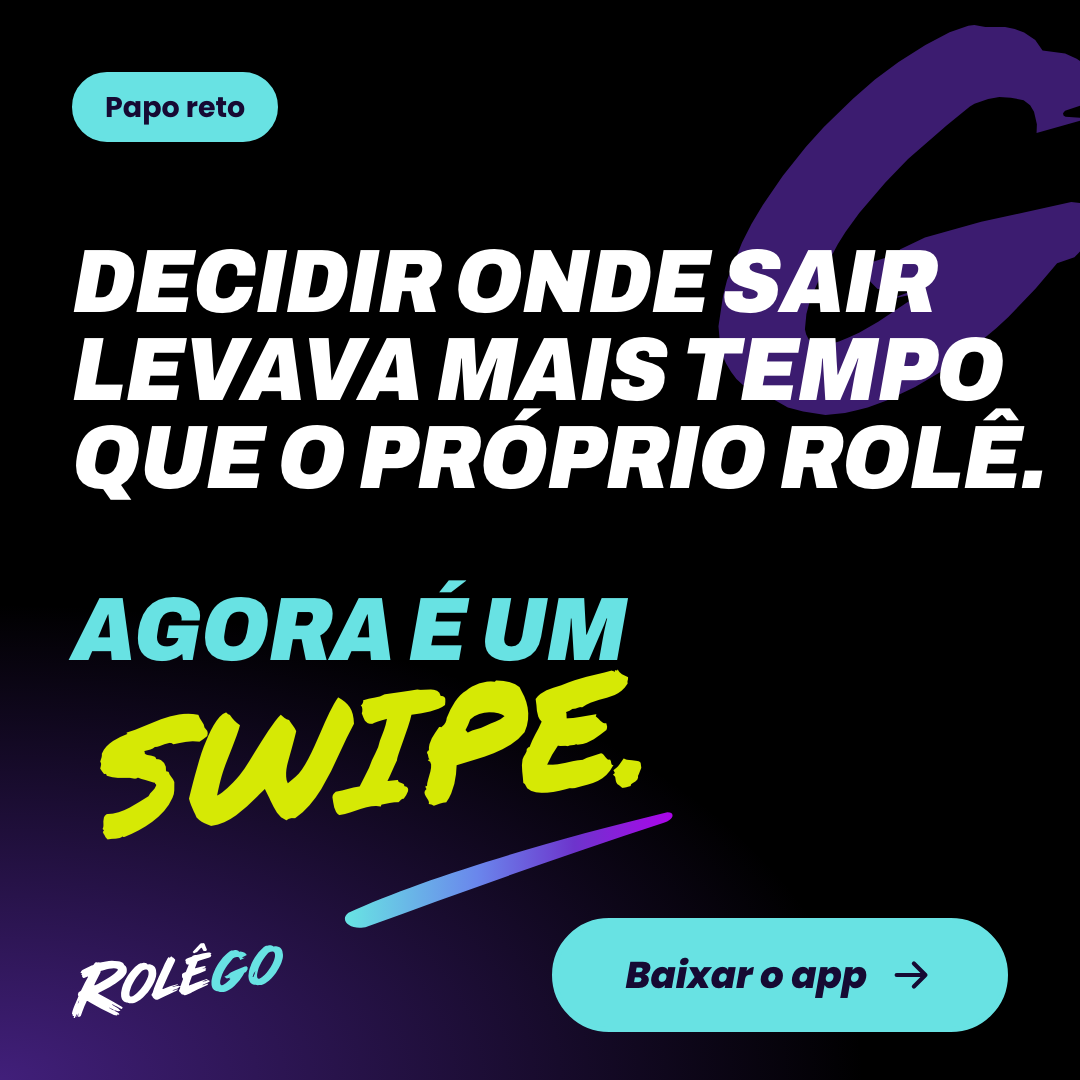 Papo reto
DECIDIR ONDE SAIR
LEVAVA MAIS TEMPO
QUE O PRÓPRIO ROLÊ.
AGORA É UM
SWIPE.
ROLÊGO
Baixar o app →